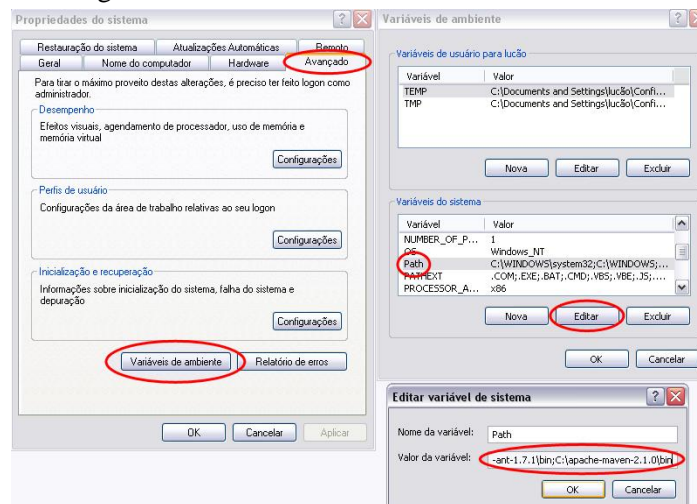 Propriedades do sistema
Restauração do sistema
Atualizações Automáticas
Remoto
Geral
Nome do computador
Hardware
Avançado
Para tirar o máximo proveito destas alterações, é preciso ter feito logon como
administrador.
Desempenho
Efeitos visuais, agendamento de processador, uso de memória e
memória virtual
Configurações
Perfis de usuário
Configurações da área de trabalho relativas ao seu logon
Configurações
Inicialização e recuperação
Informações sobre inicialização do sistema, falha do sistema e
depuração
Configurações
Variáveis de ambiente
Relatório de erros
OK
Cancelar
Aplicar
Variáveis de ambiente
Variáveis de usuário para lucão
Variável
Valor
TEMP
C:\Documents and Settings\lucão\Confi...
TMP
C:\Documents and Settings\lucão\Confi...
Nova
Editar
Excluir
Variáveis do sistema
Variável
Valor
NUMBER_OF_P...
1
OS
Windows_NT
Path
C:\WINDOWS\system32;C:\WINDOWS;...
PATHEXT
.COM;.EXE;.BAT;.CMD;.VBS;.VBE;.JS;....
PROCESSOR_A...
x86
Nova
Editar
Excluir
OK
Cancelar
Editar variável de sistema
Nome da variável:
Path
Valor da variável:
-ant-1.7.1\bin;C:\apache-maven-2.1.0\bin
OK
Cancelar